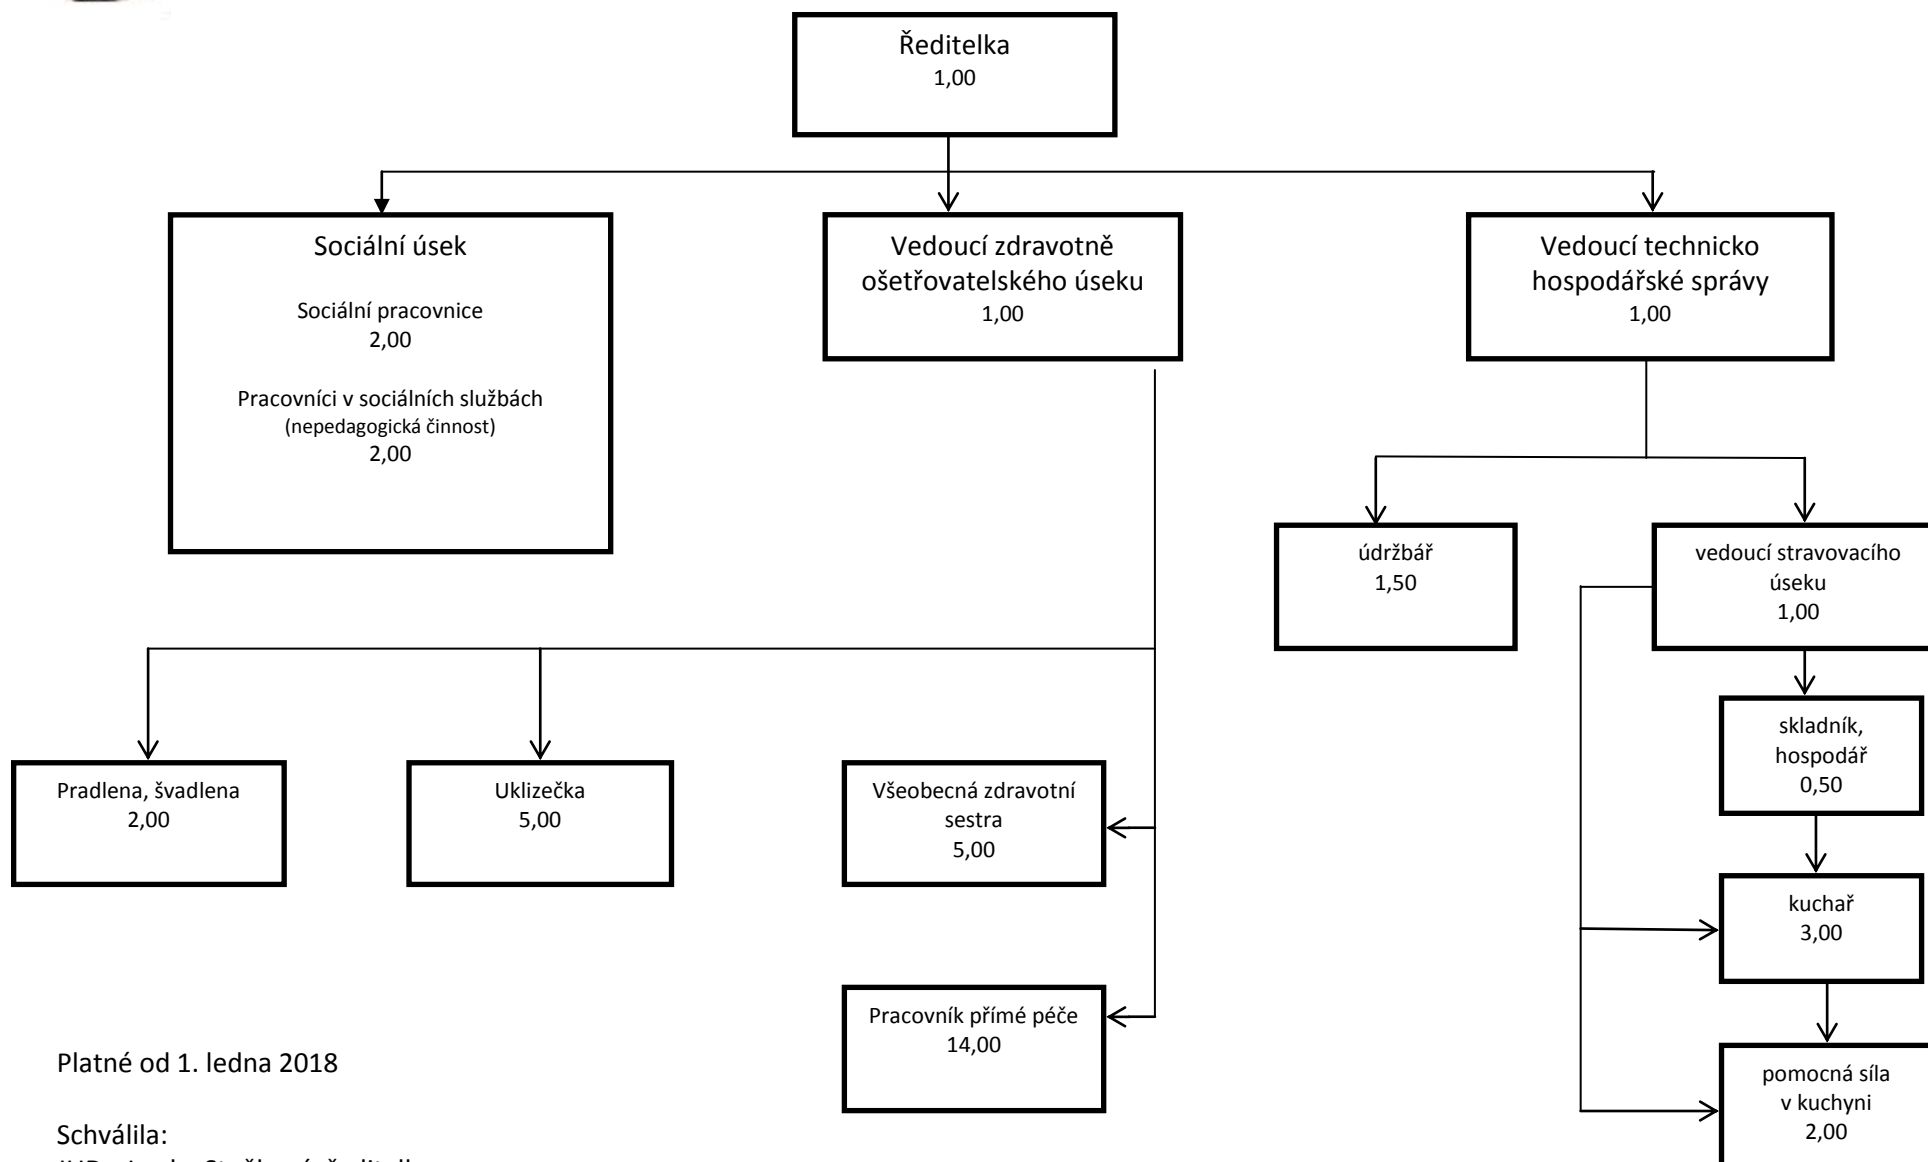 Ředitelka
1,00
Sociální úsek
Sociální pracovnice
2,00
Pracovníci v sociálních službách
(nepedagogická činnost)
2,00
Vedoucí zdravotně
ošetřovatelského úseku
1,00
Vedoucí technicko
hospodářské správy
1,00
údržbář
1,50
vedoucí stravovacího
úseku
1,00
skladník,
hospodář
0,50
Pradlena, švadlena
2,00
Uklizečka
5,00
Všeobecná zdravotní
sestra
5,00
kuchař
3,00
Pracovník přímé péče
14,00
pomocná síla
v kuchyni
2,00
Platné od 1. ledna 2018
Schválila: